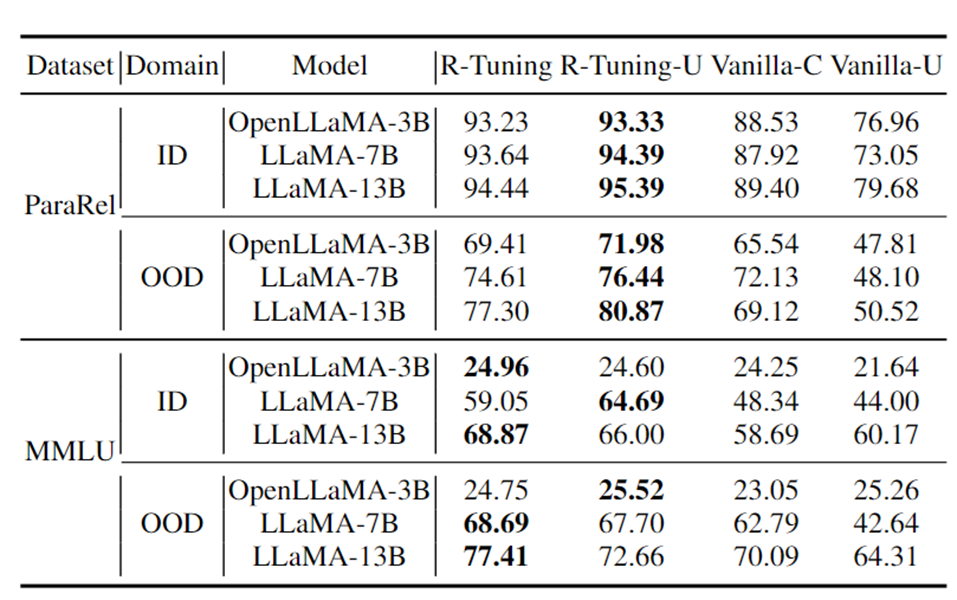 Dataset Domain Model R-Tuning R-Tuning-U Vanilla-C Vanilla-U
OpenLLaMA-3B 93.23 93.33 88.53 76.96
ID LLaMA-7B 93.64 94.39 87.92 73.05
LLaMA-13B 94.44 95.39 89.40 79.68
ParaRel
OpenLLaMA-3B 69.41 71.98 65.54 47.81
OOD LLaMA-7B 74.61 76.44 72.13 48.10
LLaMA-13B 77.30 80.87 69.12 50.52
OpenLLaMA-3B 24.96 24.60 24.25 21.64
ID LLaMA-7B 59.05 64.69 48.34 44.00
LLaMA-13B 68.87 66.00 58.69 60.17
MMLU
OpenLLaMA-3B 24.75 25.52 23.05 25.26
OOD LLaMA-7B 68.69 67.70 62.79 42.64
LLaMA-13B 77.41 72.66 70.09 64.31